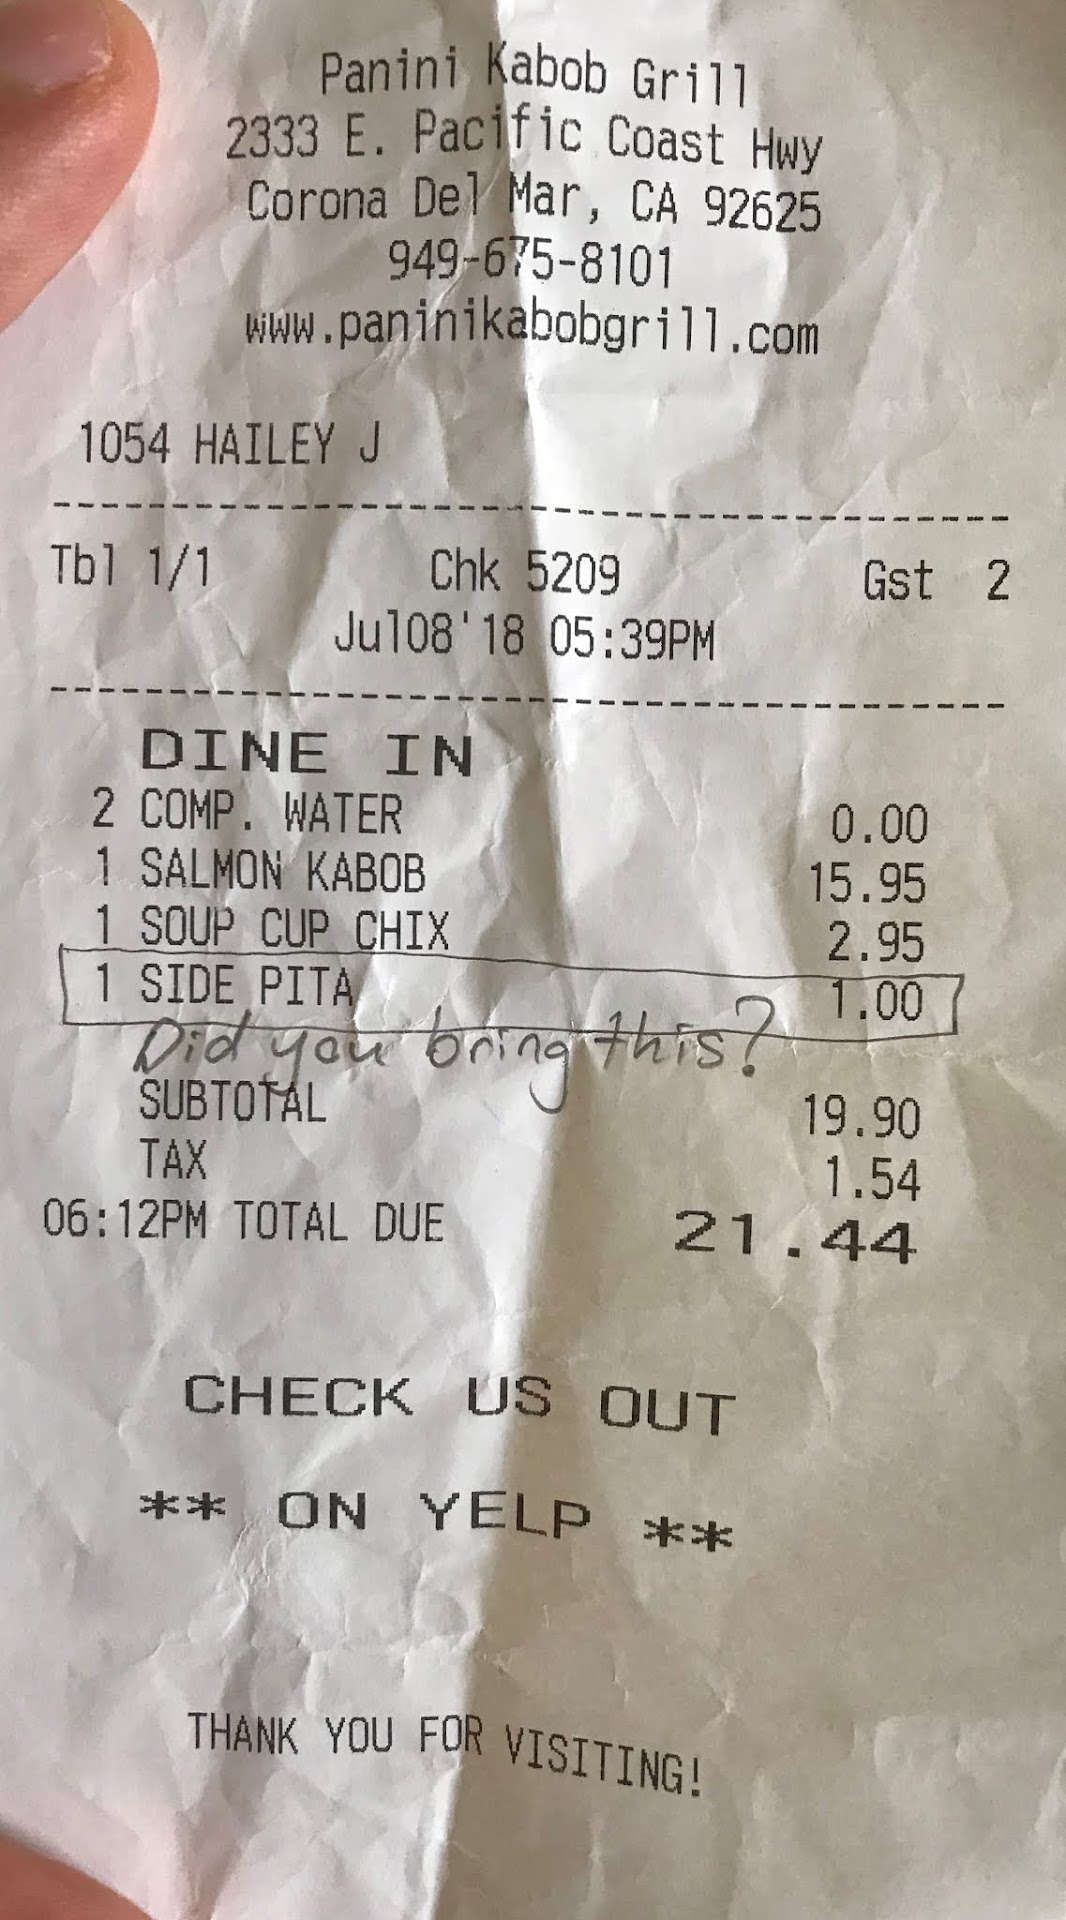 Panini Kabob Grill
2333 E. Pacific Coast Hwy
Corona Del Mar, CA 92625
949-675-8101
www.paninikabobgrill.com
1054 HAILEY J
Tbl 1/1 Chk 5209 Gst 2
Jul08'18 05:39PM
DINE IN
2 COMP. WATER 0.00
1 SALMON KABOB 15.95
1 SOUP CUP CHIX 2.95
1 SIDE PITA 1.00
Did you bring this?
SUBTOTAL 19.90
TAX 1.54
06:12PM TOTAL DUE 21.44
CHECK US OUT
** ON YELP **
THANK YOU FOR VISITING!